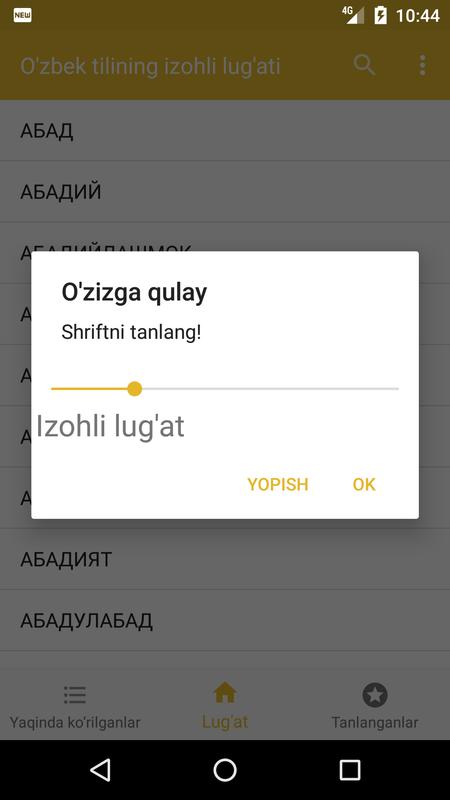 NEW
4G
10:44
O'zbek tilining izohli lug'ati
АБАД
АБАДИЙ
АБАДИЙЛАШМОК
O'zizga qulay
Shriftni tanlang!
Izohli lug'at
YOPISH OK
АБАДИЯТ
АБАДУЛАБАД
Yaqinda ko'rilganlar
Lug'at
Tanlanganlar